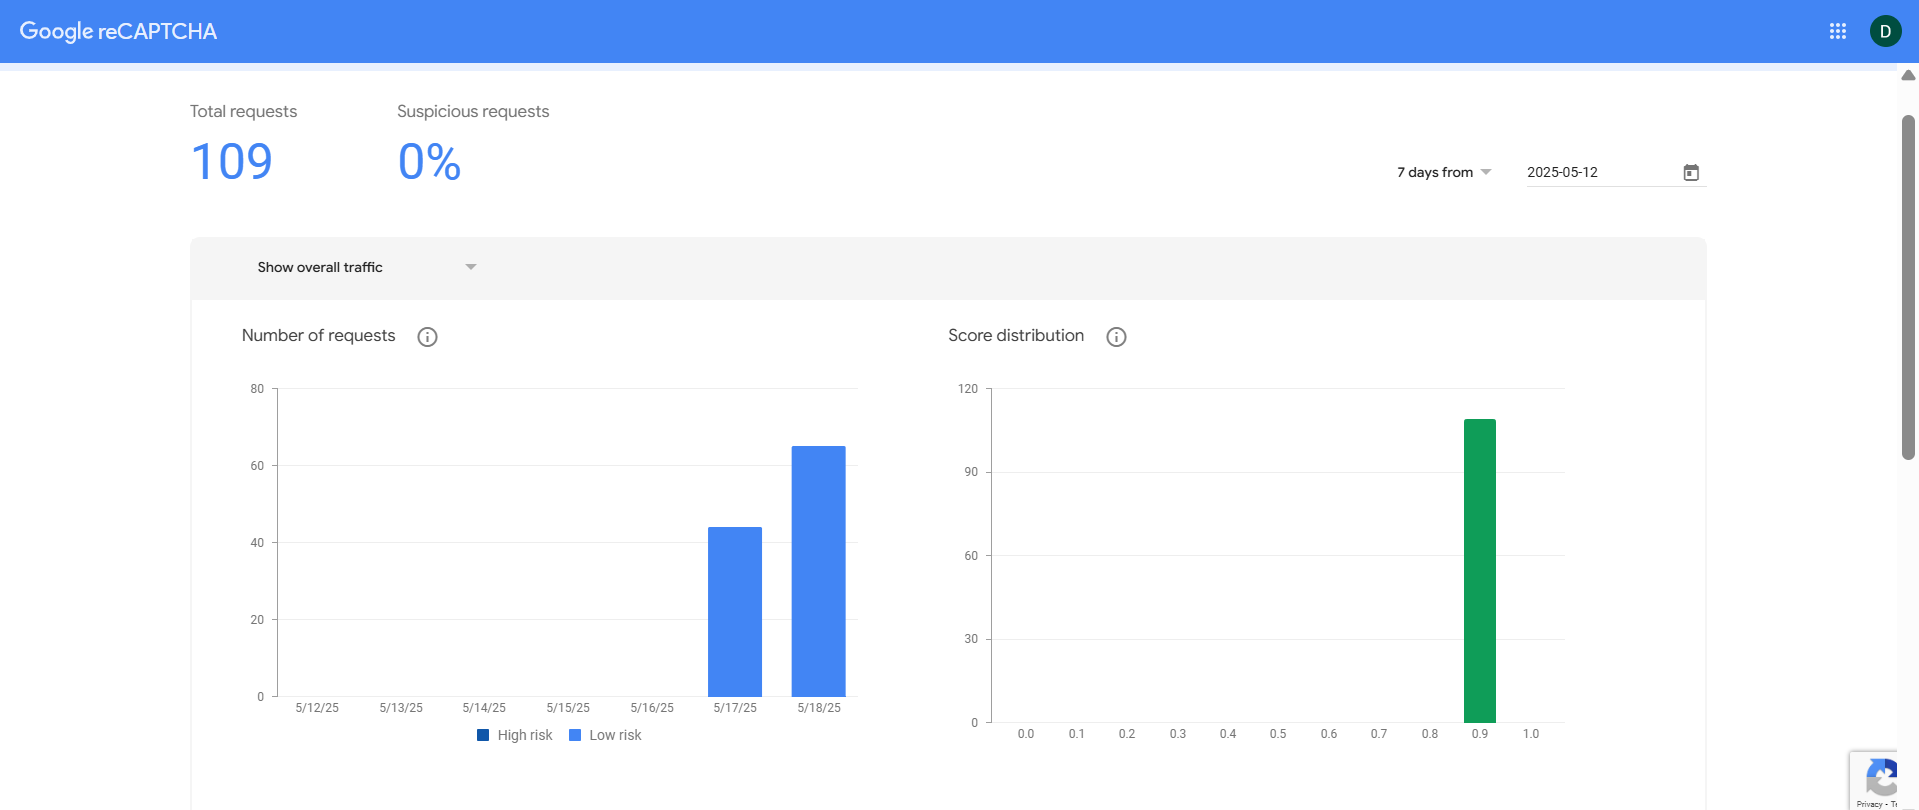 Google reCAPTCHA
D
Total requests
109
Suspicious requests
0%
7 days from
2025-05-12
Show overall traffic
Number of requests
80
60
40
20
0
5/12/25 5/13/25 5/14/25 5/15/25 5/16/25 5/17/25 5/18/25
High risk Low risk
Score distribution
120
90
60
30
0
0.0 0.1 0.2 0.3 0.4 0.5 0.6 0.7 0.8 0.9 1.0
Privacy -